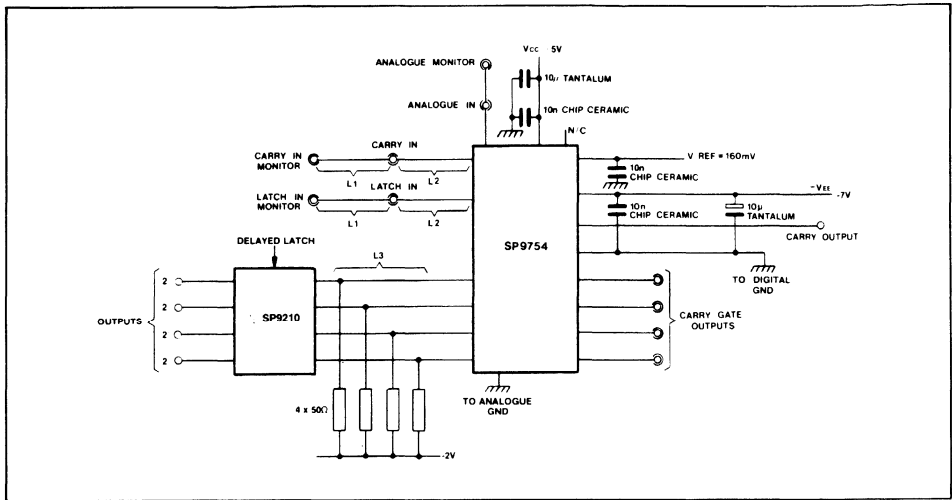 Vcc 5V
ANALOGUE MONITOR
10µ TANTALUM
ANALOGUE IN
10n CHIP CERAMIC
N/C
CARRY IN
MONITOR
CARRY IN
L1
L2
V REF = 160mV
10n
CHIP CERAMIC
LATCH IN
MONITOR
LATCH IN
L1
L2
-VEE
-7V
10n
CHIP CERAMIC
10µ
TANTALUM
SP9754
CARRY OUTPUT
DELAYED LATCH
L3
TO DIGITAL
GND
OUTPUTS
2
2
2
2
SP9210
CARRY GATE
OUTPUTS
4 x 50Ω
-2V
TO ANALOGUE
GND